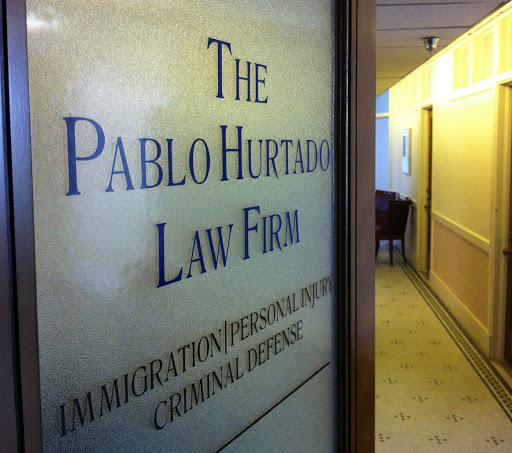 THE
PABLO HURTADO
LAW FIRM
IMMIGRATION|PERSONAL INJURY
CRIMINAL DEFENSE